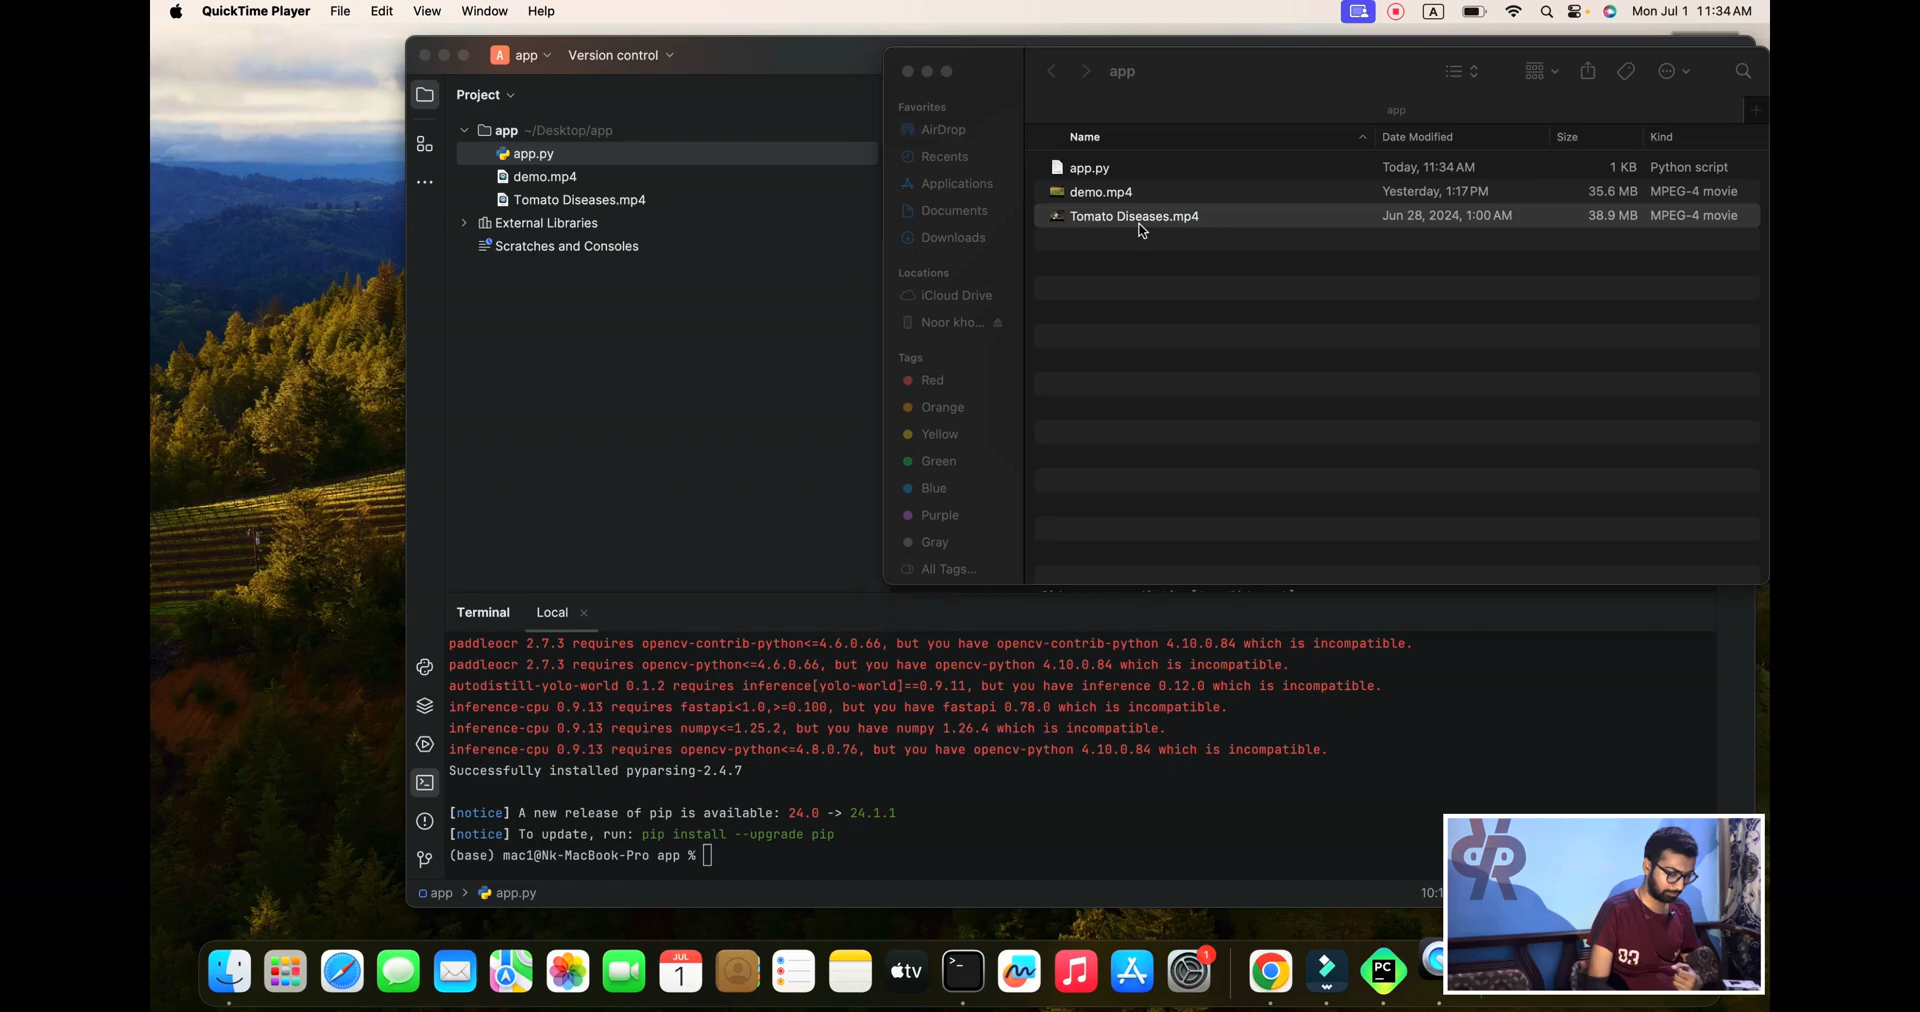 QuickTime Player File Edit View Window Help
A Mon Jul 1 11:34 AM
A app Version control
app
Project
app
Favorites
Name Date Modified Size Kind
app ~/Desktop/app
AirDrop
app.py
Recents
app.py Today, 11:34 AM 1 KB Python script
demo.mp4
Applications
demo.mp4 Yesterday, 1:17 PM 35.6 MB MPEG-4 movie
Tomato Diseases.mp4
Documents
Tomato Diseases.mp4 Jun 28, 2024, 1:00 AM 38.9 MB MPEG-4 movie
External Libraries
Downloads
Scratches and Consoles
Locations
iCloud Drive
Noor kho...
Tags
Red
Orange
Yellow
Green
Blue
Purple
Gray
All Tags...
Terminal Local
paddleocr 2.7.3 requires opencv-contrib-python<=4.6.0.66, but you have opencv-contrib-python 4.10.0.84 which is incompatible.
paddleocr 2.7.3 requires opencv-python<=4.6.0.66, but you have opencv-python 4.10.0.84 which is incompatible.
autodistill-yolo-world 0.1.2 requires inference[yolo-world]==0.9.11, but you have inference 0.12.0 which is incompatible.
inference-cpu 0.9.13 requires fastapi<1.0,>=0.100, but you have fastapi 0.78.0 which is incompatible.
inference-cpu 0.9.13 requires numpy<=1.25.2, but you have numpy 1.26.4 which is incompatible.
inference-cpu 0.9.13 requires opencv-python<=4.8.0.76, but you have opencv-python 4.10.0.84 which is incompatible.
Successfully installed pyparsing-2.4.7
[notice] A new release of pip is available: 24.0 -> 24.1.1
[notice] To update, run: pip install --upgrade pip
(base) mac1@Nk-MacBook-Pro app %
app > app.py
10:1
JUL
1
tv
1
PC
03